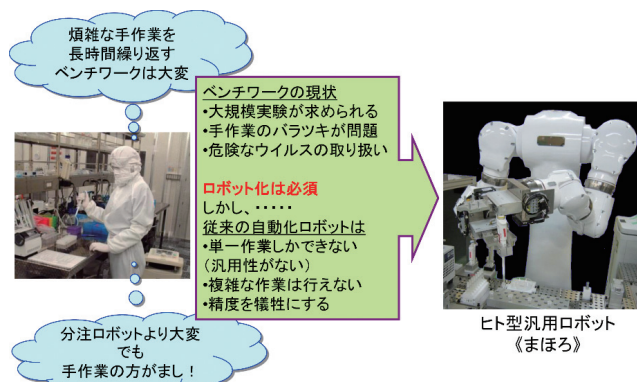 煩雑な手作業を
長時間繰り返す
ベンチワークは大変
ベンチワークの現状
•大規模実験が求められる
•手作業のバラツキが問題
•危険なウイルスの取り扱い
ロボット化は必須
しかし、・・・・・
従来の自動化ロボットは
•単一作業しかできない
（汎用性がない）
•複雑な作業は行えない
•精度を犠牲にする
分注ロボットより大変
でも
手作業の方がまし！
ヒト型汎用ロボット
《まほろ》